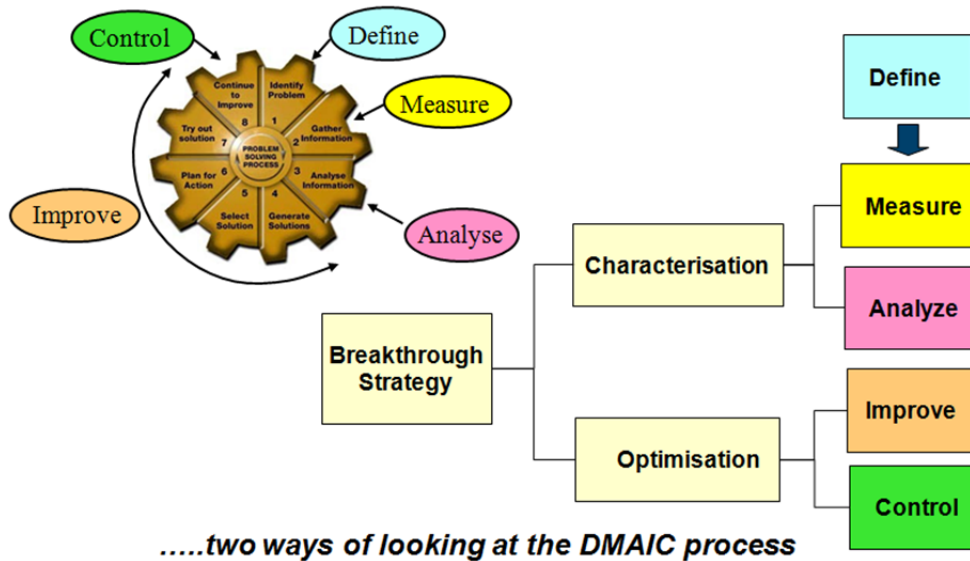 Control
Define
Measure
Analyse
Improve
Continue
to
Improve
8
Identify
Problem
1
Gather
Information
2
Analyse
Information
3
Generate
Solutions
4
Select
Solution
5
Plan for
Action
6
Try out
solution
7
PROBLEM
SOLVING
PROCESS
Define
Measure
Characterisation
Analyze
Breakthrough
Strategy
Improve
Optimisation
Control
.....two ways of looking at the DMAIC process